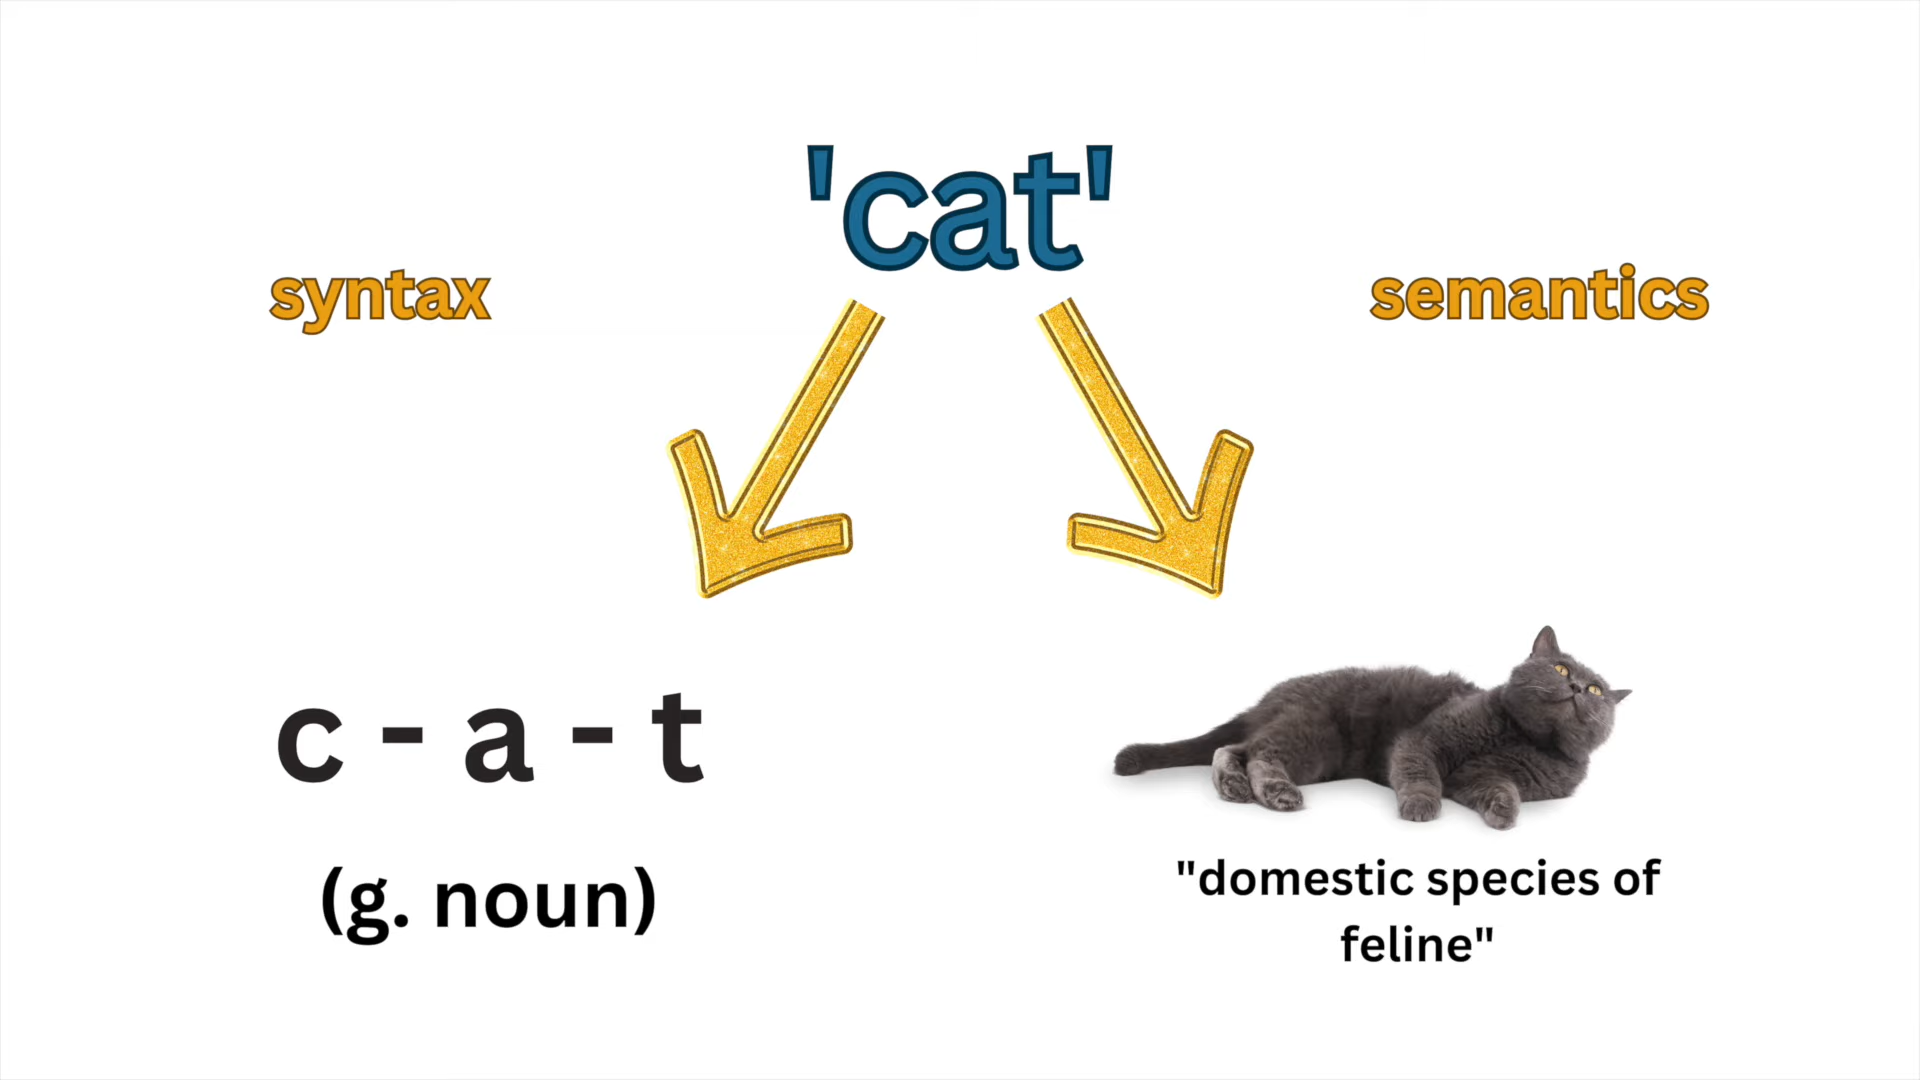 'cat'
syntax
semantics
c - a - t
(g. noun)
"domestic species of
feline"